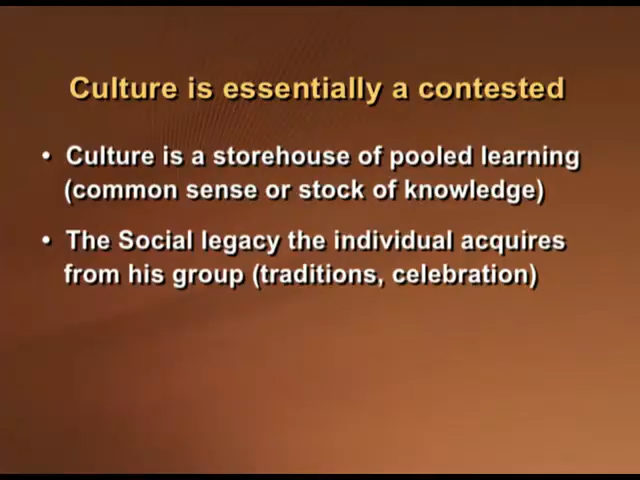 Culture is essentially a contested
• Culture is a storehouse of pooled learning
(common sense or stock of knowledge)
• The Social legacy the individual acquires
from his group (traditions, celebration)